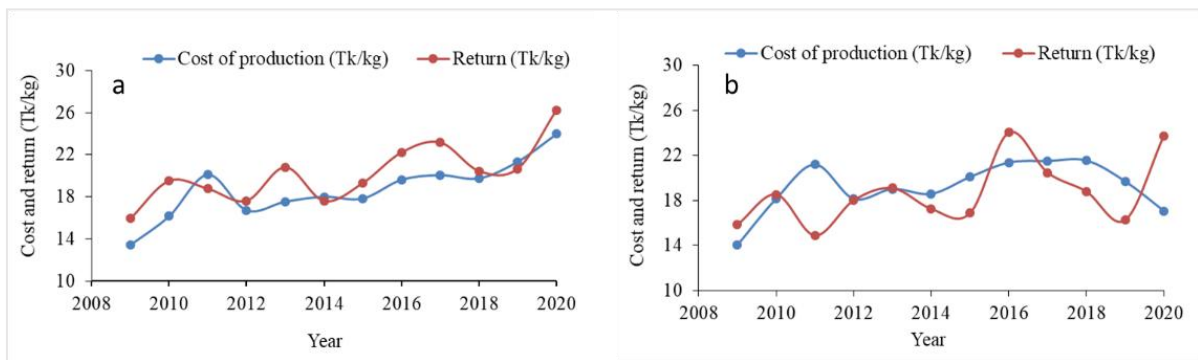 Cost of production (Tk/kg) Return (Tk/kg)
a
Cost and return (Tk/kg)
30
26
22
18
14
10
2008 2010 2012 2014 2016 2018 2020
Year
Cost of production (Tk/kg) Return (Tk/kg)
b
Cost and return (Tk/kg)
30
26
22
18
14
10
2008 2010 2012 2014 2016 2018 2020
Year